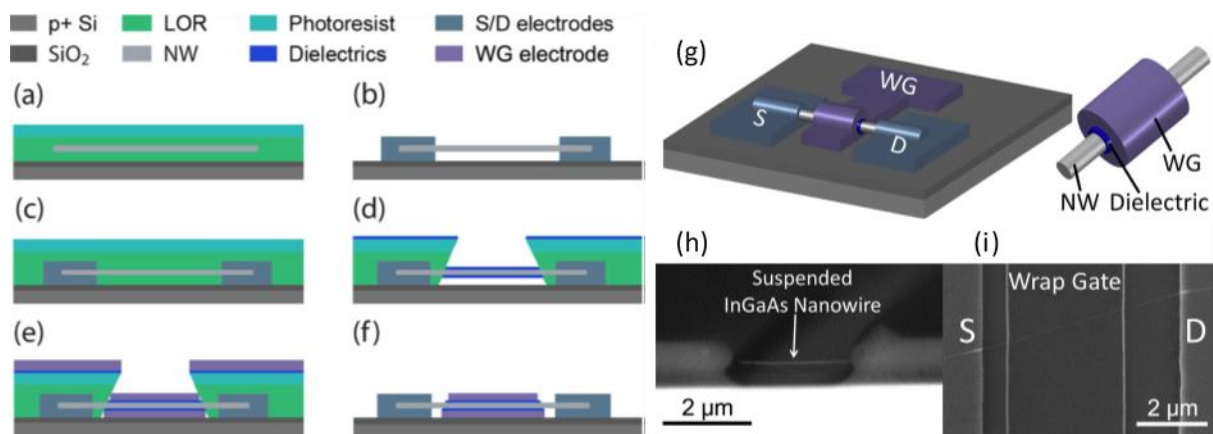 p+ Si LOR Photoresist S/D electrodes
SiO₂ NW Dielectrics WG electrode
(a) (b)
(c) (d)
(e) (f)
(g)
WG
S
D
WG
NW Dielectric
(h) (i)
Suspended
InGaAs Nanowire
2 μm
Wrap Gate
S D
2 μm